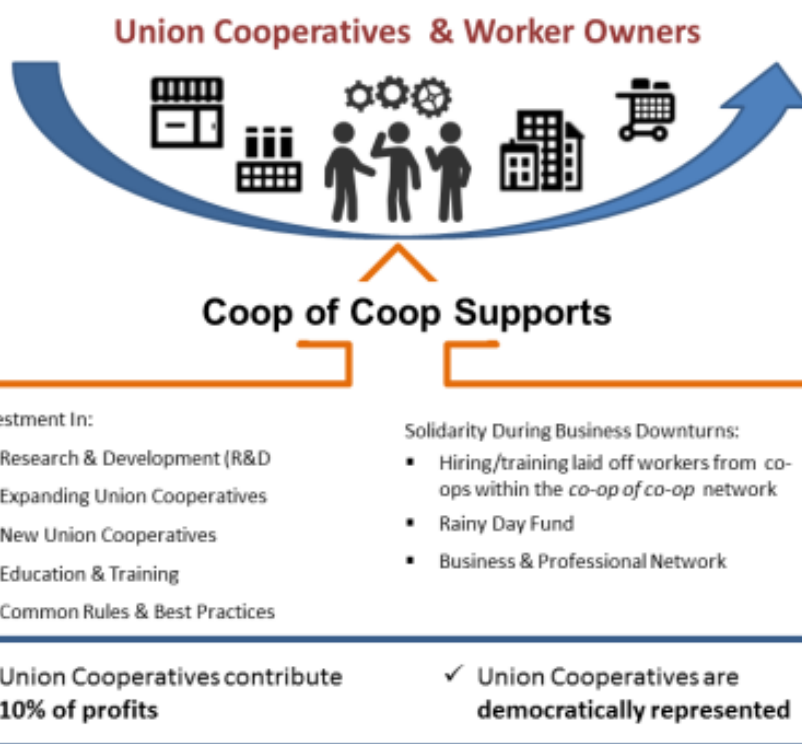 Union Cooperatives & Worker Owners
Coop of Coop Supports
estment In:
Research & Development (R&D
Expanding Union Cooperatives
New Union Cooperatives
Education & Training
Common Rules & Best Practices
Solidarity During Business Downturns:
▪ Hiring/training laid off workers from co-
ops within the co-op of co-op network
▪ Rainy Day Fund
▪ Business & Professional Network
Union Cooperatives contribute
10% of profits
✓ Union Cooperatives are
democratically represented